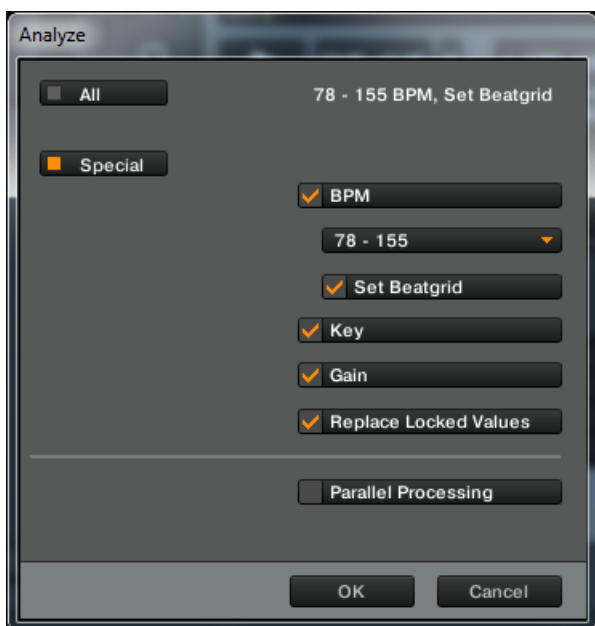 Analyze
All
78 - 155 BPM, Set Beatgrid
Special
BPM
78 - 155
Set Beatgrid
Key
Gain
Replace Locked Values
Parallel Processing
OK
Cancel